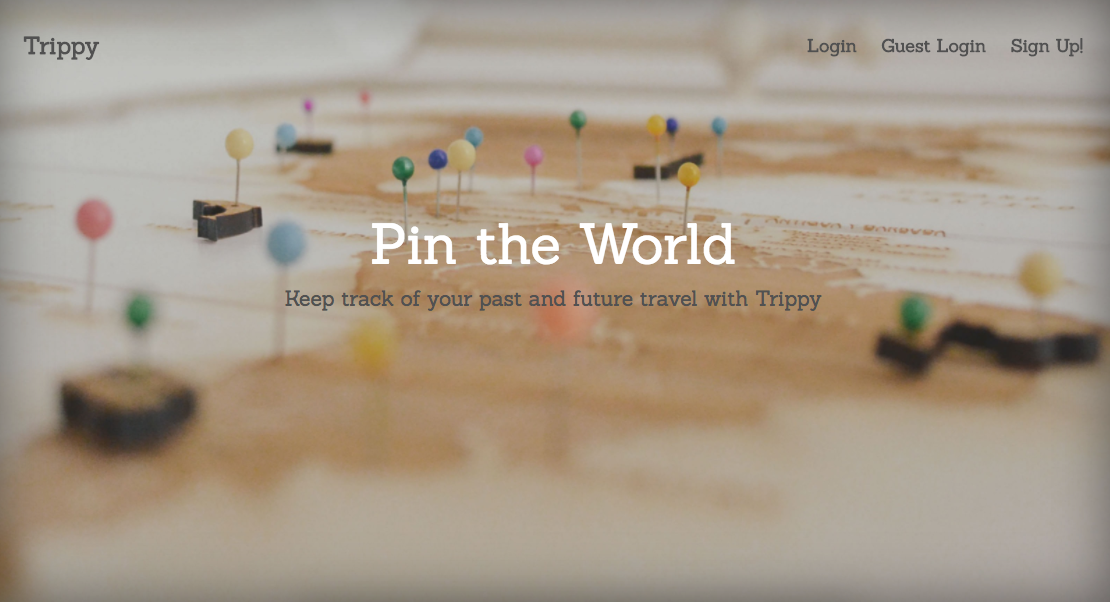 Trippy
Login
Guest Login
Sign Up!
Pin the World
Keep track of your past and future travel with Trippy